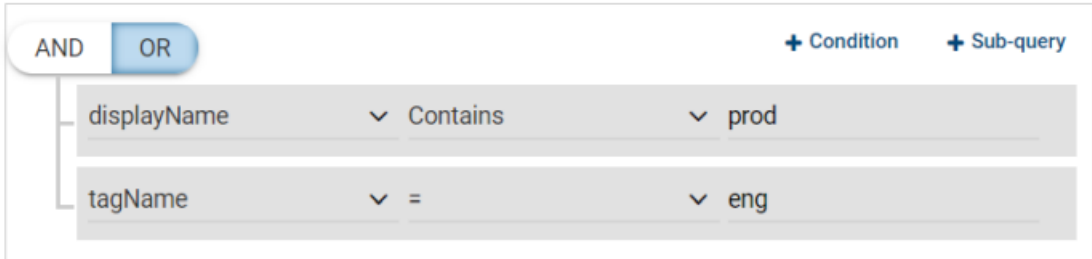 AND OR + Condition + Sub-query
displayName Contains prod
tagName = eng